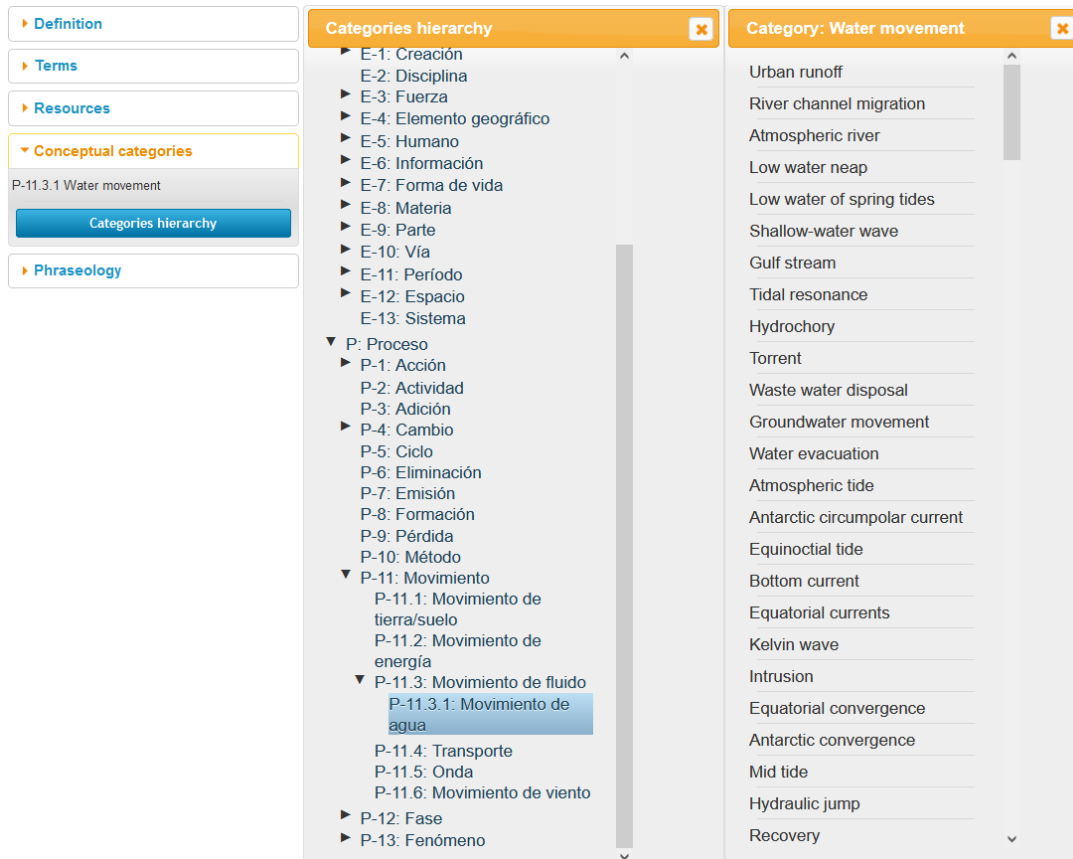 Definition
Terms
Resources
Conceptual categories
P-11.3.1 Water movement
Categories hierarchy
Phraseology
Categories hierarchy
E-1: Creación
E-2: Disciplina
E-3: Fuerza
E-4: Elemento geográfico
E-5: Humano
E-6: Información
E-7: Forma de vida
E-8: Materia
E-9: Parte
E-10: Vía
E-11: Período
E-12: Espacio
E-13: Sistema
P: Proceso
P-1: Acción
P-2: Actividad
P-3: Adición
P-4: Cambio
P-5: Ciclo
P-6: Eliminación
P-7: Emisión
P-8: Formación
P-9: Pérdida
P-10: Método
P-11: Movimiento
P-11.1: Movimiento de
tierra/suelo
P-11.2: Movimiento de
energía
P-11.3: Movimiento de fluido
P-11.3.1: Movimiento de
agua
P-11.4: Transporte
P-11.5: Onda
P-11.6: Movimiento de viento
P-12: Fase
P-13: Fenómeno
Category: Water movement
Urban runoff
River channel migration
Atmospheric river
Low water neap
Low water of spring tides
Shallow-water wave
Gulf stream
Tidal resonance
Hydrochory
Torrent
Waste water disposal
Groundwater movement
Water evacuation
Atmospheric tide
Antarctic circumpolar current
Equinoctial tide
Bottom current
Equatorial currents
Kelvin wave
Intrusion
Equatorial convergence
Antarctic convergence
Mid tide
Hydraulic jump
Recovery